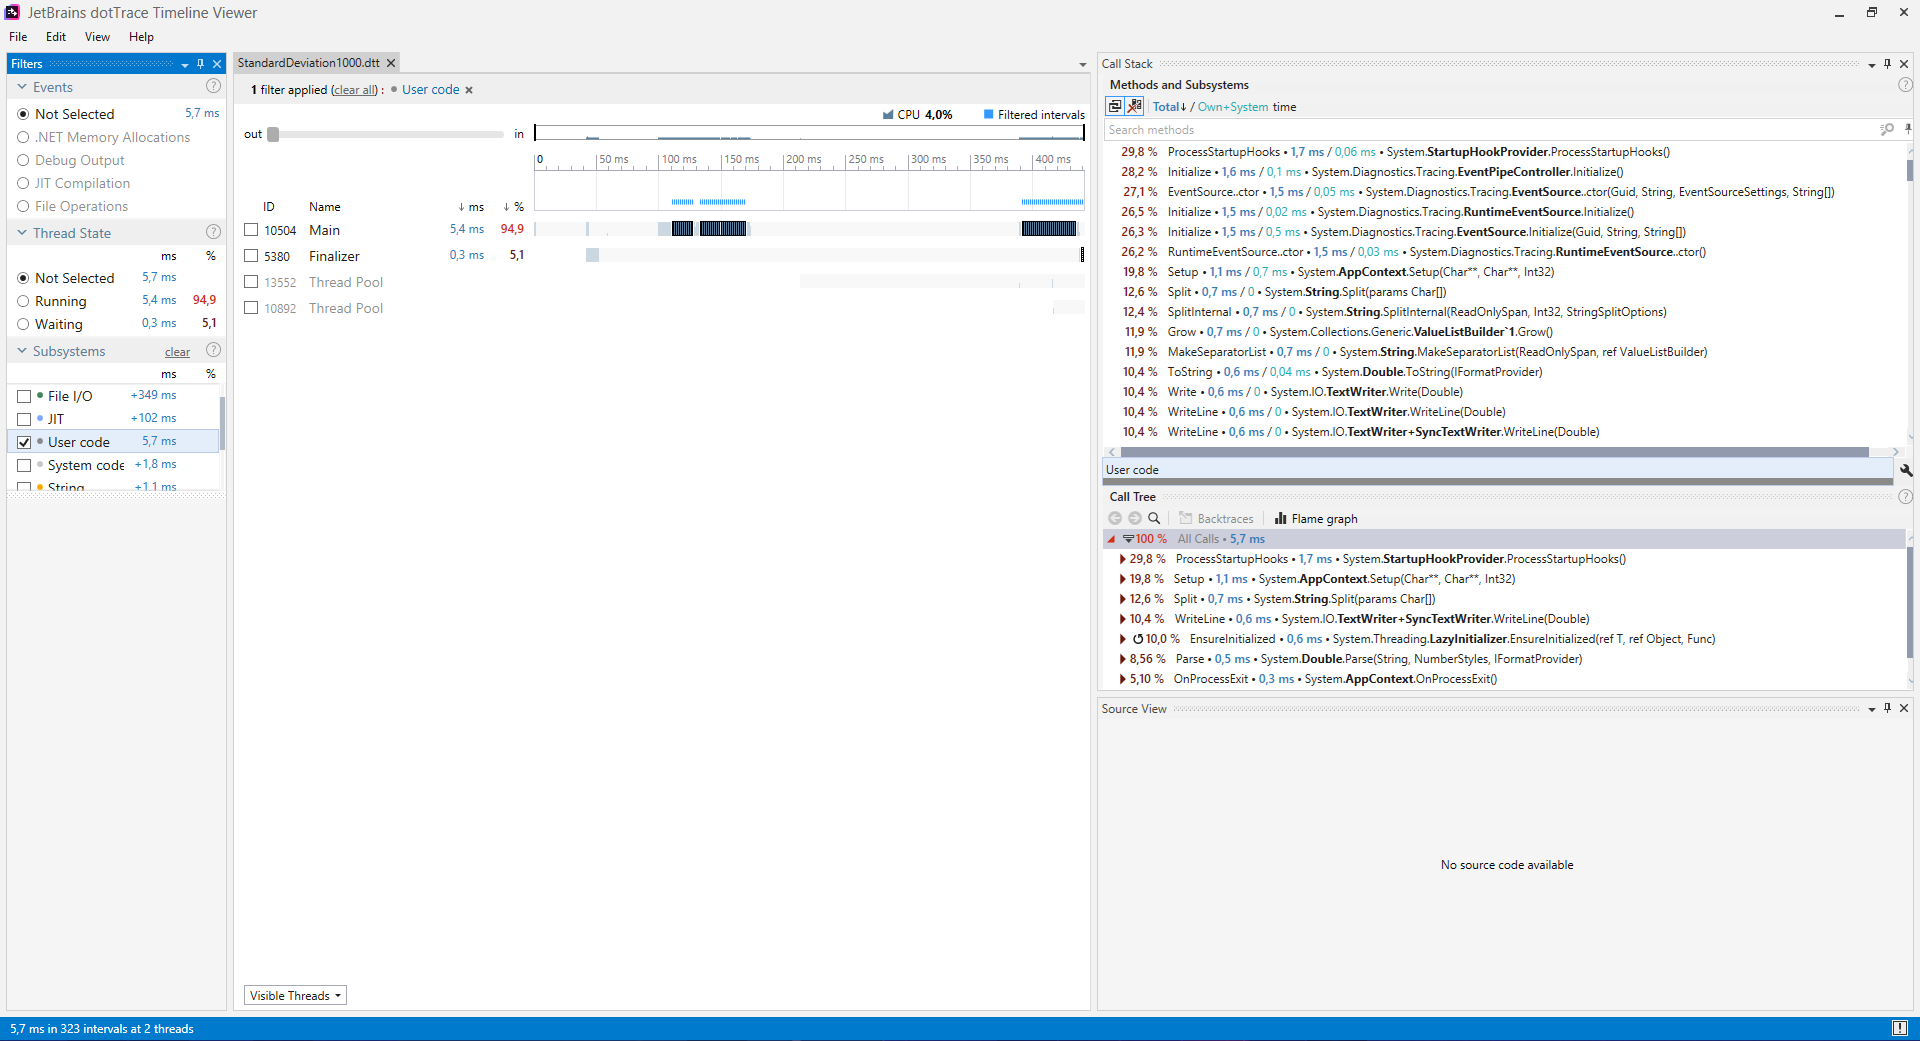 JetBrains dotTrace Timeline Viewer
File Edit View Help
Filters
Events
Not Selected 5,7 ms
.NET Memory Allocations
Debug Output
JIT Compilation
File Operations
Thread State
ms %
Not Selected 5,7 ms
Running 5,4 ms 94,9
Waiting 0,3 ms 5,1
Subsystems clear
ms %
File I/O +349 ms
JIT +102 ms
User code 5,7 ms
System code +1,8 ms
String +1,1 ms
StandardDeviation1000.dtt
1 filter applied (clear all) : • User code
CPU 4,0% Filtered intervals
out in
0 50 ms 100 ms 150 ms 200 ms 250 ms 300 ms 350 ms 400 ms
ID Name ↓ ms ↓ %
10504 Main 5,4 ms 94,9
5380 Finalizer 0,3 ms 5,1
13552 Thread Pool
10892 Thread Pool
Visible Threads
Call Stack
Methods and Subsystems
Total↓ / Own+System time
Search methods
29,8 % ProcessStartupHooks • 1,7 ms / 0,06 ms • System.StartupHookProvider.ProcessStartupHooks()
28,2 % Initialize • 1,6 ms / 0,1 ms • System.Diagnostics.Tracing.EventPipeController.Initialize()
27,1 % EventSource..ctor • 1,5 ms / 0,05 ms • System.Diagnostics.Tracing.EventSource..ctor(Guid, String, EventSourceSettings, String[])
26,5 % Initialize • 1,5 ms / 0,02 ms • System.Diagnostics.Tracing.RuntimeEventSource.Initialize()
26,3 % Initialize • 1,5 ms / 0,5 ms • System.Diagnostics.Tracing.EventSource.Initialize(Guid, String, String[])
26,2 % RuntimeEventSource..ctor • 1,5 ms / 0,03 ms • System.Diagnostics.Tracing.RuntimeEventSource..ctor()
19,8 % Setup • 1,1 ms / 0,7 ms • System.AppContext.Setup(Char**, Char**, Int32)
12,6 % Split • 0,7 ms / 0 • System.String.Split(params Char[])
12,4 % SplitInternal • 0,7 ms / 0 • System.String.SplitInternal(ReadOnlySpan, Int32, StringSplitOptions)
11,9 % Grow • 0,7 ms / 0 • System.Collections.Generic.ValueListBuilder`1.Grow()
11,9 % MakeSeparatorList • 0,7 ms / 0 • System.String.MakeSeparatorList(ReadOnlySpan, ref ValueListBuilder)
10,4 % ToString • 0,6 ms / 0,04 ms • System.Double.ToString(IFormatProvider)
10,4 % Write • 0,6 ms / 0 • System.IO.TextWriter.Write(Double)
10,4 % WriteLine • 0,6 ms / 0 • System.IO.TextWriter.WriteLine(Double)
10,4 % WriteLine • 0,6 ms / 0 • System.IO.TextWriter+SyncTextWriter.WriteLine(Double)
User code
Call Tree
Backtraces Flame graph
100 % All Calls • 5,7 ms
29,8 % ProcessStartupHooks • 1,7 ms • System.StartupHookProvider.ProcessStartupHooks()
19,8 % Setup • 1,1 ms • System.AppContext.Setup(Char**, Char**, Int32)
12,6 % Split • 0,7 ms • System.String.Split(params Char[])
10,4 % WriteLine • 0,6 ms • System.IO.TextWriter+SyncTextWriter.WriteLine(Double)
10,0 % EnsureInitialized • 0,6 ms • System.Threading.LazyInitializer.EnsureInitialized(ref T, ref Object, Func)
8,56 % Parse • 0,5 ms • System.Double.Parse(String, NumberStyles, IFormatProvider)
5,10 % OnProcessExit • 0,3 ms • System.AppContext.OnProcessExit()
Source View
No source code available
5,7 ms in 323 intervals at 2 threads